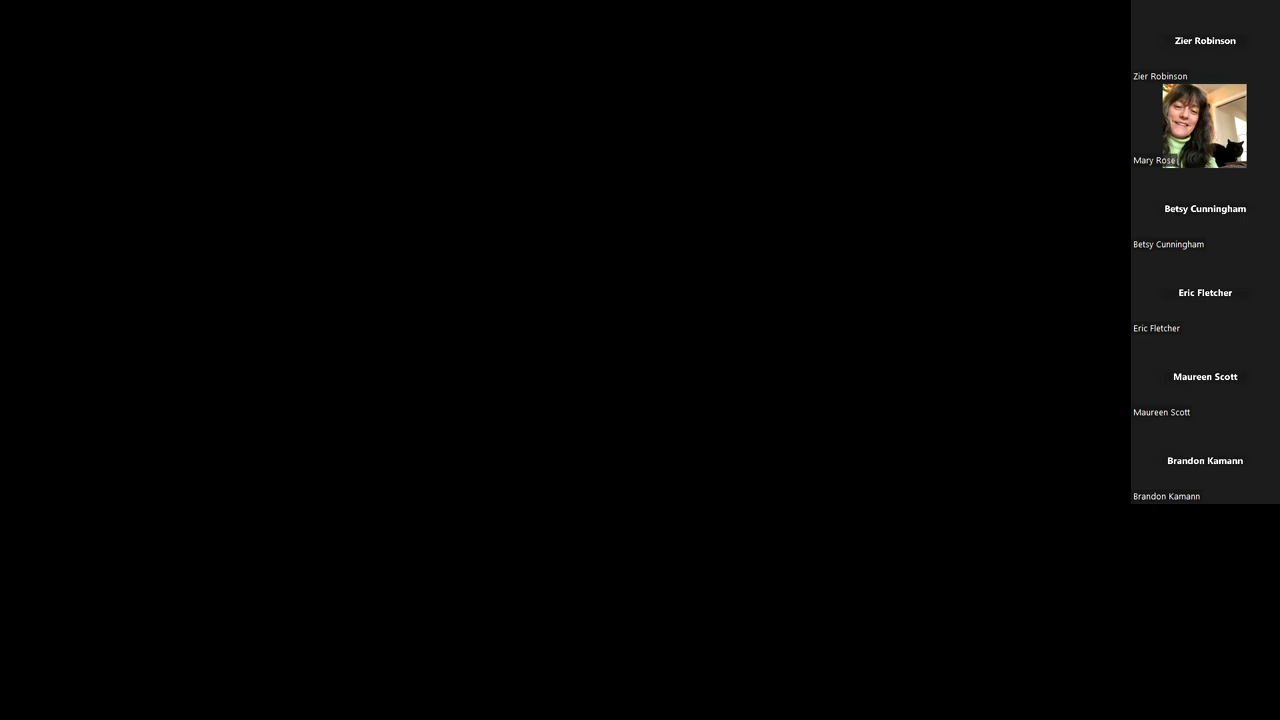 Zier Robinson
Zier Robinson
Mary Rose
Betsy Cunningham
Betsy Cunningham
Eric Fletcher
Eric Fletcher
Maureen Scott
Maureen Scott
Brandon Kamann
Brandon Kamann